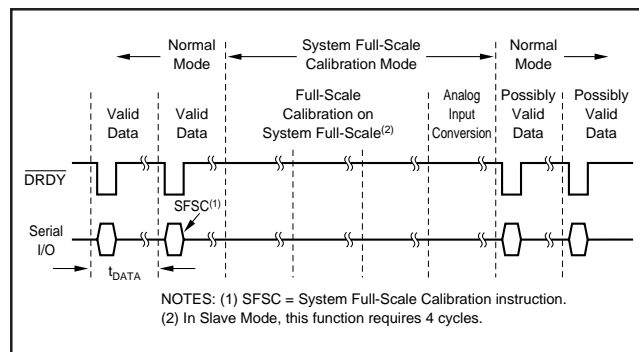 Normal
Mode
System Full-Scale
Calibration Mode
Normal
Mode
Valid
Data
Valid
Data
Full-Scale
Calibration on
System Full-Scale(2)
Analog
Input
Conversion
Possibly
Valid
Data
Possibly
Valid
Data
DRDY
SFSC(1)
Serial
I/O
tDATA
NOTES: (1) SFSC = System Full-Scale Calibration instruction.
(2) In Slave Mode, this function requires 4 cycles.